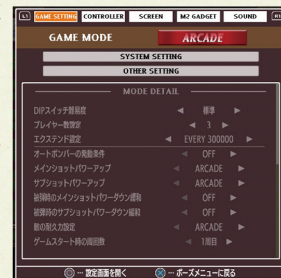 L1 GAME SETTING CONTROLLER SCREEN M2 GADGET SOUND R1
GAME MODE ARCADE
SYSTEM SETTING
OTHER SETTING
MODE DETAIL
DIPスイッチ難易度 ◀ 標準 ▶
プレイヤー数設定 ◀ 3 ▶
エクステンド設定 ◀ EVERY 300000 ▶
オートボンバーの発動条件 ◀ OFF ▶
メインショットパワーアップ ◀ ARCADE ▶
サブショットパワーアップ ◀ ARCADE ▶
被弾時のメインショットパワーダウン緩和 ◀ OFF ▶
被弾時のサブショットパワーダウン緩和 ◀ OFF ▶
敵の耐久力設定 ◀ ARCADE ▶
ゲームスタート時の周回数 ◀ 1周目 ▶
… 設定画面を開く … ポーズメニューに戻る